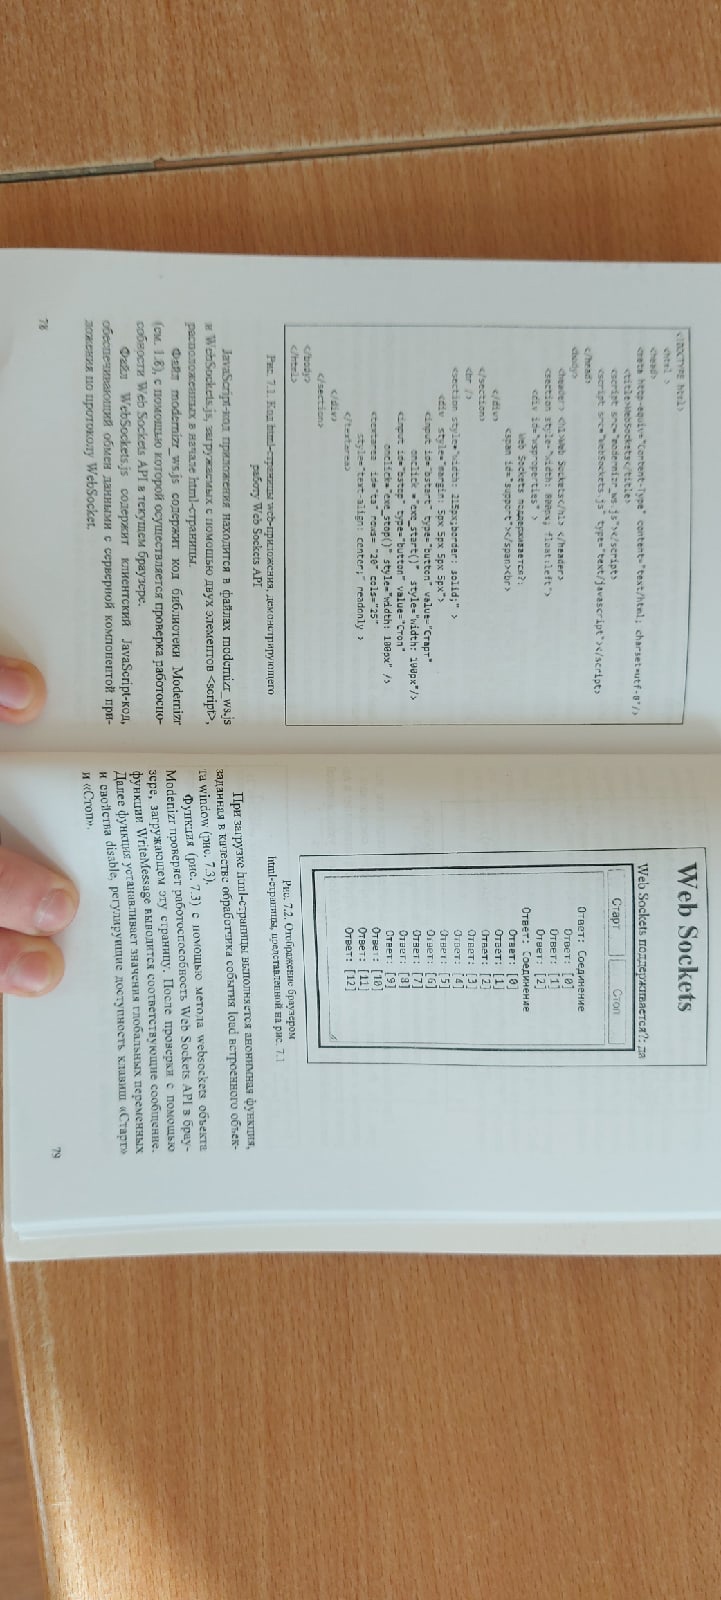 <!DOCTYPE html>
<html >
<head>
<meta http-equiv="Content-Type" content="text/html; charset=utf-8"/>
<title>WebSockets</title>
<script src="modernizr_ws.js"></script>
<script src="WebSockets.js" type="text/javascript"></script>
</head>
<body>
<header> <h1>Web Sockets</h1> </header>
<section style="width: 800px; float:left">
<div id="wsproperties" >
Web Sockets поддерживается?:
<span id="support"></span><br>
</div>
</section>
<br />
<section style="width: 215px;border: solid;" >
<div style="margin: 5px 5px 5px 5px">
<input id="bstart" type="button" value="Старт"
onclick ="exe_start()" style="width: 100px"/>
<input id="bstop" type="button" value="Стоп"
onclick="exe_stop()" style="width: 100px" />
<textarea id="ta" rows= "20" cols="25"
style="text-align: center;" readonly >
</textarea>
</div>
</section>
</body>
</html>
Рис. 7.1. Код html-страницы web-приложения, демонстрирующего
работу Web Sockets API
JavaScript-код приложения находится в файлах modernizr_ws.js
и WebSockets.js, загружаемых с помощью двух элементов <script>,
расположенных в начале html-страницы.
Файл modernizr_ws.js содержит код библиотеки Modernizr
(см. 1.8), с помощью которой осуществляется проверка работоспо-
собности Web Sockets API в текущем браузере.
Файл WebSockets.js содержит клиентский JavaScript-код,
обеспечивающий обмен данными с серверной компонентой при-
ложения по протоколу WebSocket.
78
Web Sockets
Web Sockets поддерживается?: да
Старт Стоп
Ответ: Соединение
Ответ: [0]
Ответ: [1]
Ответ: [2]
Ответ: Соединение
Ответ: [0]
Ответ: [1]
Ответ: [2]
Ответ: [3]
Ответ: [4]
Ответ: [5]
Ответ: [6]
Ответ: [7]
Ответ: [8]
Ответ: [9]
Ответ: [10]
Ответ: [11]
Ответ: [12]
Рис. 7.2. Отображение браузером
html-страницы, представленной на рис. 7.1
При загрузке html-страницы выполняется анонимная функция,
заданная в качестве обработчика события load встроенного объек-
та window (рис. 7.3).
Функция (рис. 7.3) с помощью метода websockets объекта
Modenizr проверяет работоспособность Web Sockets API в брау-
зере, загружающем эту страницу. После проверки с помощью
функции WriteMessage выводится соответствующие сообщение.
Далее функция устанавливает значения глобальных переменных
и свойства disable, регулирующие доступность клавиш «Старт»
и «Стоп».
79